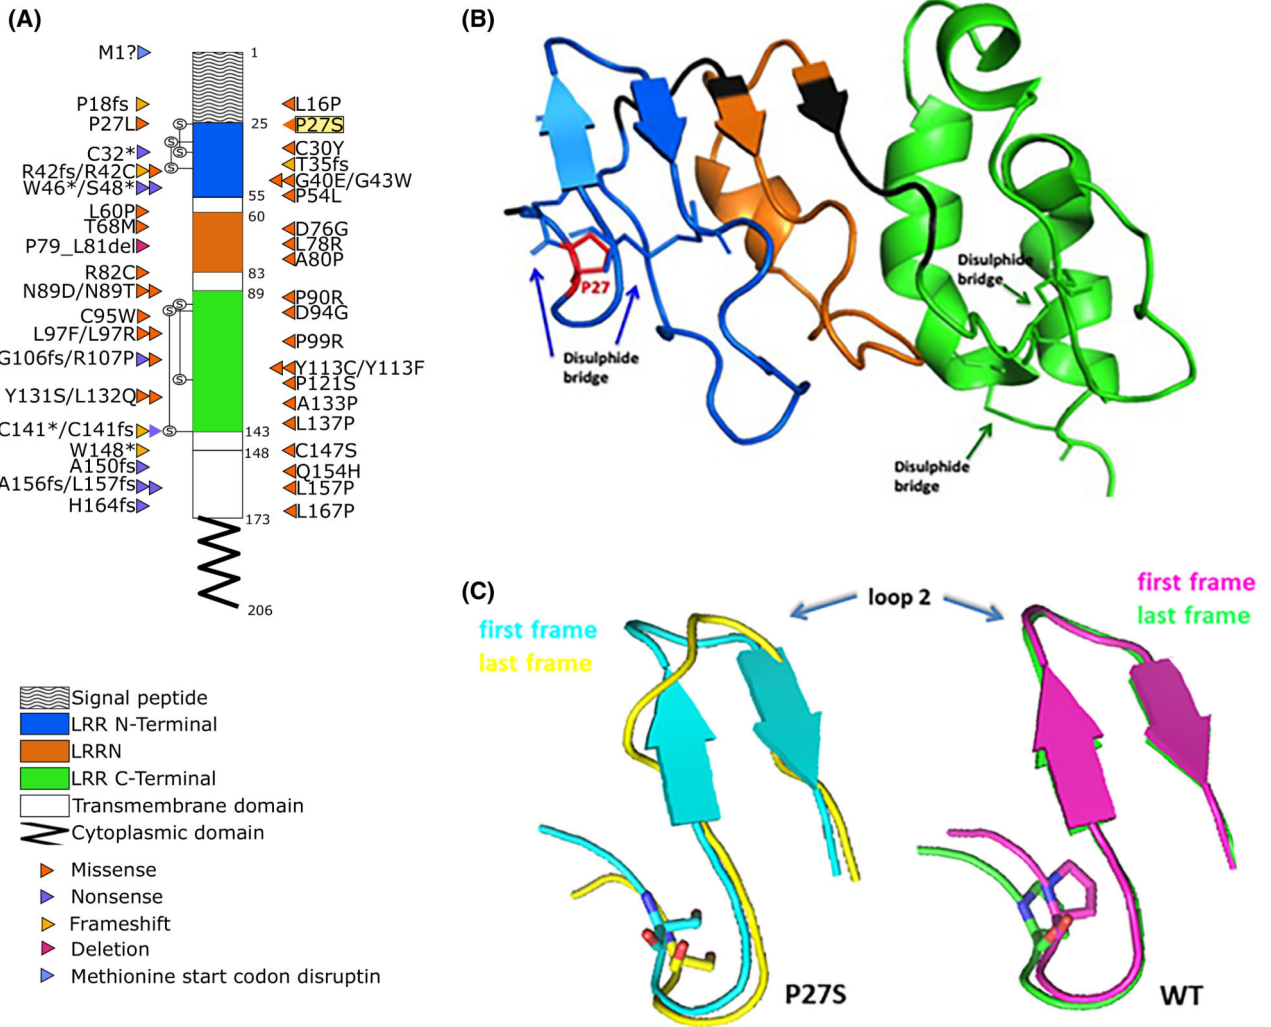 (A)
M1?
P18fs
P27L
C32*
R42fs/R42C
W46*/S48*
L60P
T68M
P79_L81del
R82C
N89D/N89T
C95W
L97F/L97R
G106fs/R107P
Y131S/L132Q
C141*/C141fs
W148*
A150fs
A156fs/L157fs
H164fs
S
S
S
S
S
S
S
S
1
25
55
60
83
89
143
148
173
206
L16P
P27S
C30Y
T35fs
G40E/G43W
P54L
D76G
L78R
A80P
P90R
D94G
P99R
Y113C/Y113F
P121S
A133P
L137P
C147S
Q154H
L157P
L167P
Signal peptide
LRR N-Terminal
LRRN
LRR C-Terminal
Transmembrane domain
Cytoplasmic domain
Missense
Nonsense
Frameshift
Deletion
Methionine start codon disruptin
(B)
P27
Disulphide
bridge
Disulphide
bridge
Disulphide
bridge
(C)
first frame
last frame
loop 2
first frame
last frame
P27S
WT